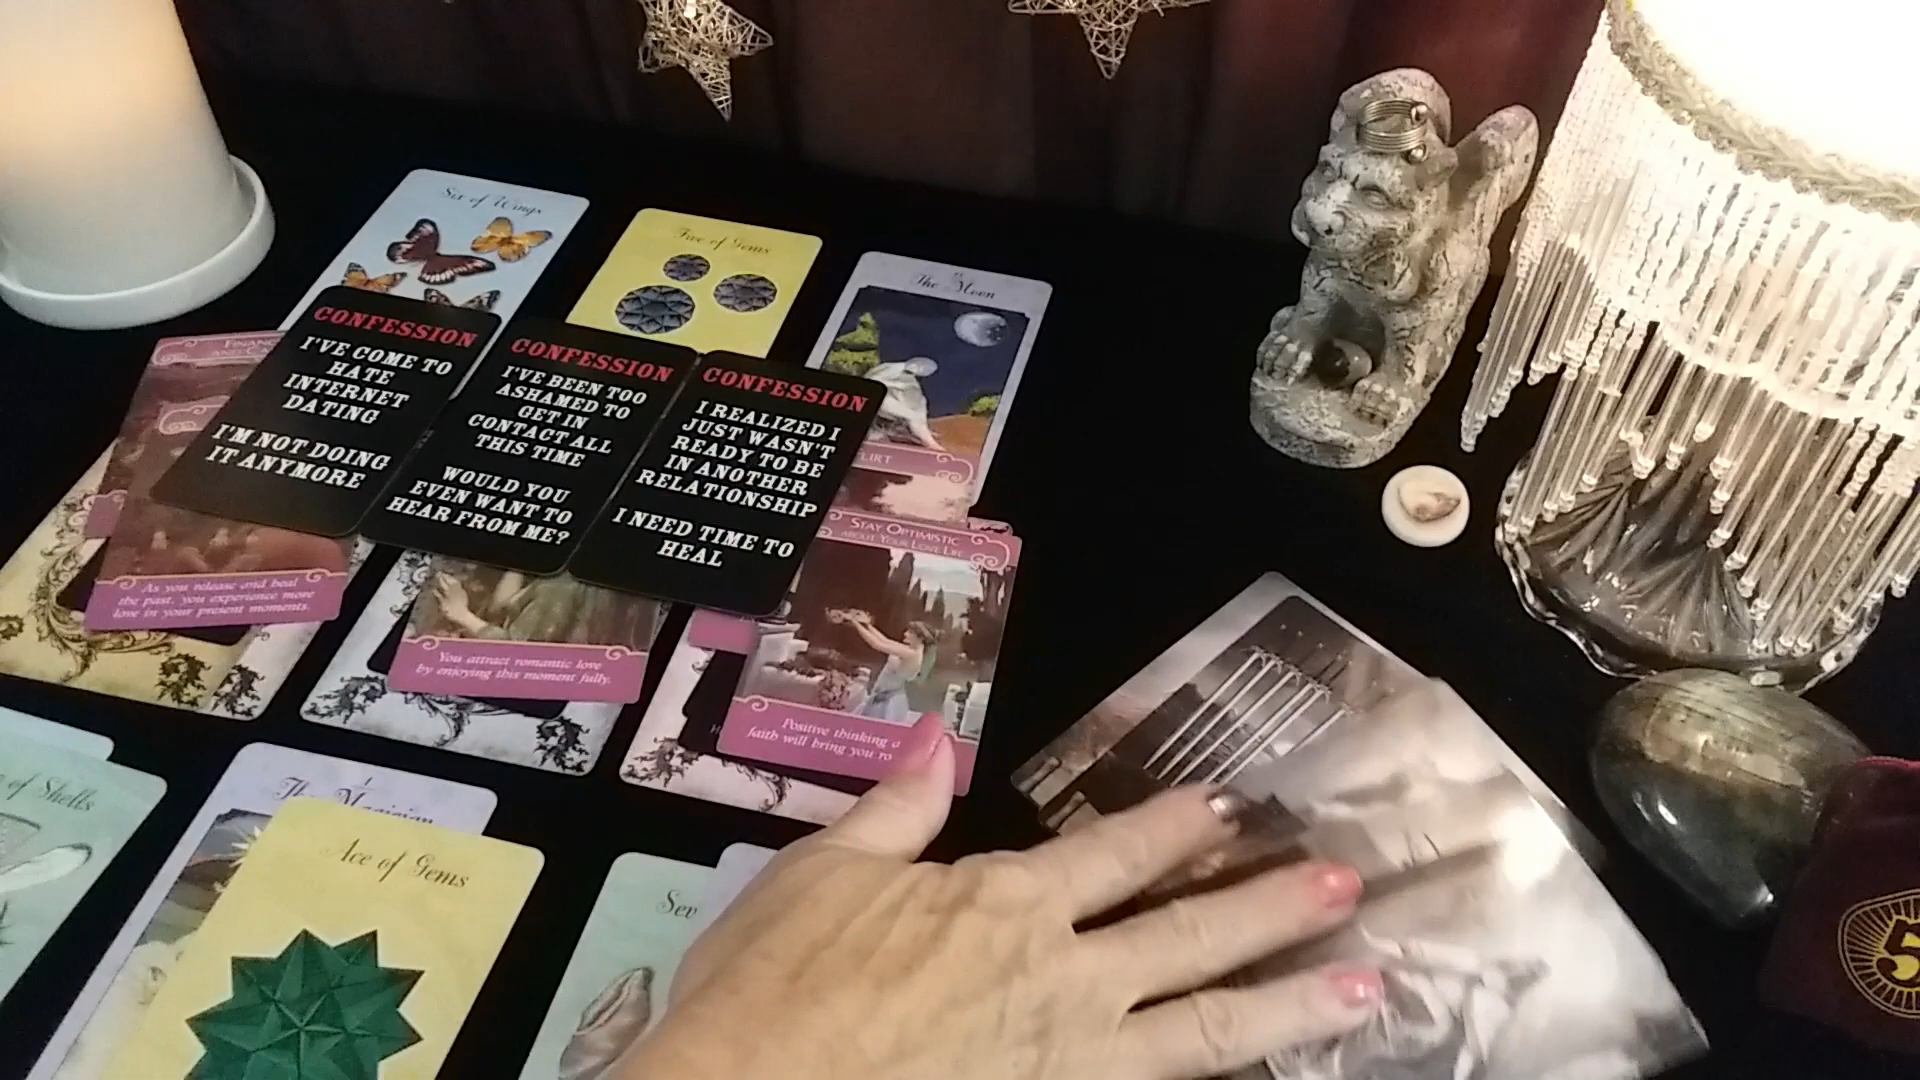 Six of Wings
Five of Gems
The Moon
CONFESSION
I'VE COME TO
HATE
INTERNET
DATING
I'M NOT DOING
IT ANYMORE
CONFESSION
I'VE BEEN TOO
ASHAMED TO
GET IN
CONTACT ALL
THIS TIME
WOULD YOU
EVEN WANT TO
HEAR FROM ME?
CONFESSION
I REALIZED I
JUST WASN'T
READY TO BE
IN ANOTHER
RELATIONSHIP
I NEED TIME TO
HEAL
FINANC
FLIRT
STAY OPTIMISTIC
ABOUT YOUR LOVE LIFE
As you release and heal
the past, you experience more
love in your present moments.
You attract romantic love
by enjoying this moment fully.
Positive thinking a
faith will bring you ro
of Shells
I
The Magician
Ace of Gems
Sev
5